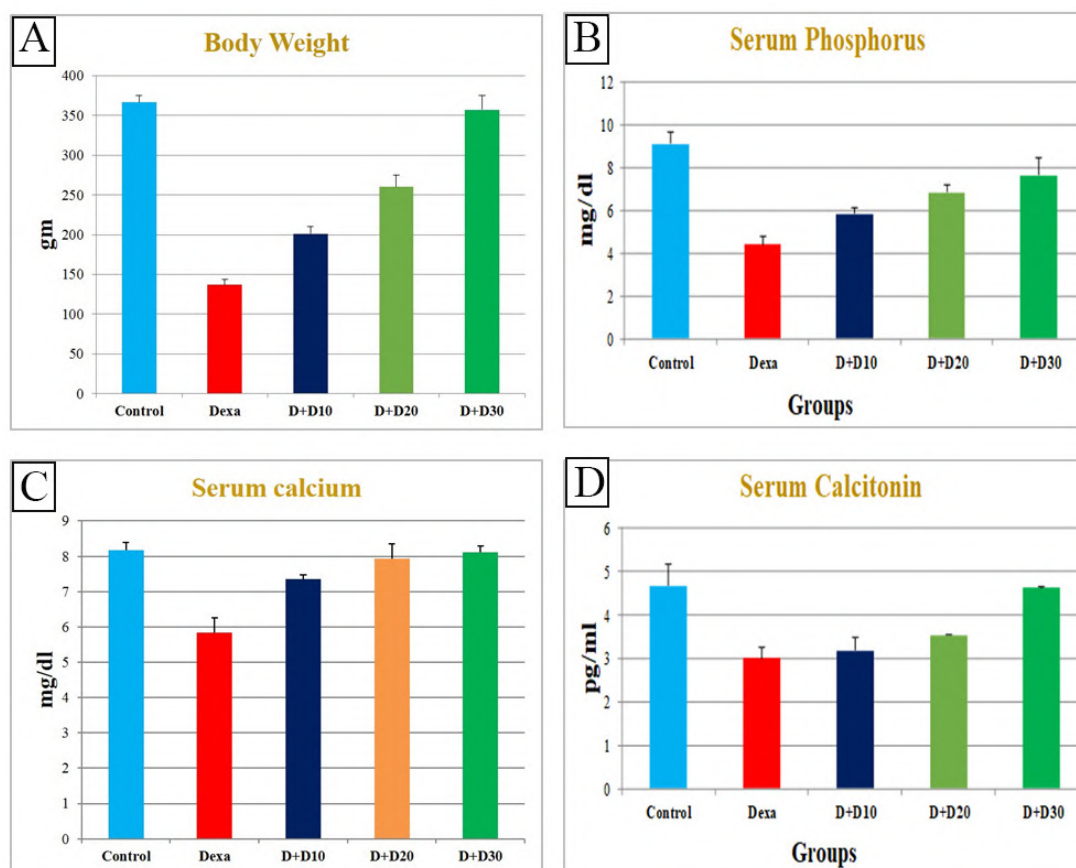 A
Body Weight
400
350
300
250
200
150
100
50
0
gm
Control Dexa D+D10 D+D20 D+D30
B
Serum Phosphorus
12
10
8
6
4
2
0
mg/dl
Control Dexa D+D10 D+D20 D+D30
Groups
C
Serum calcium
9
8
7
6
5
4
3
2
1
0
mg/dl
Control Dexa D+D10 D+D20 D+D30
D
Serum Calcitonin
6
5
4
3
2
1
0
pg/ml
Control Dexa D+D10 D+D20 D+D30
Groups